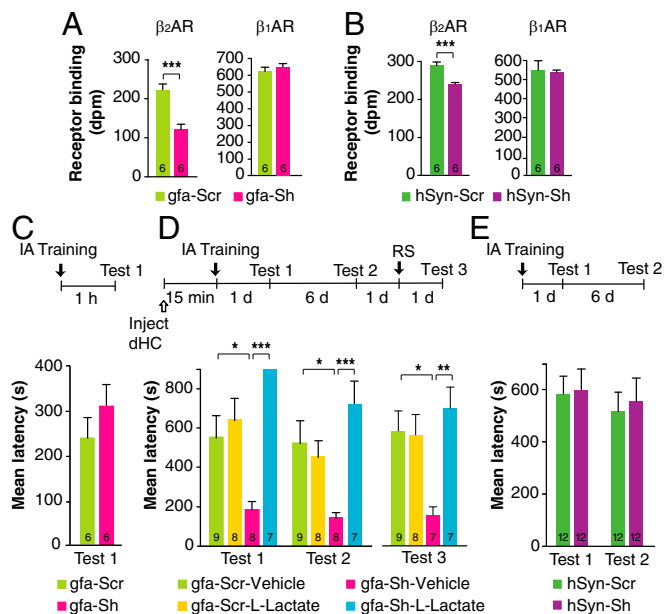 A
β₂AR
β₁AR
Receptor binding (dpm)
300
200
100
0
***
6
6
700
600
500
400
300
200
100
0
6
6
gfa-Scr
gfa-Sh
B
β₂AR
β₁AR
Receptor binding (dpm)
300
200
100
0
***
6
6
700
600
500
400
300
200
100
0
6
6
hSyn-Scr
hSyn-Sh
C
IA Training
Test 1
1 h
Mean latency (s)
400
300
200
100
0
6
6
Test 1
gfa-Scr
gfa-Sh
D
IA Training
Test 1
Test 2
RS
Test 3
15 min
1 d
6 d
1 d
1 d
Inject
dHC
Mean latency (s)
800
600
400
200
0
* ***
* ***
* **
9 8 8 7
9 8 8 7
9 8 7 7
Test 1
Test 2
Test 3
gfa-Scr-Vehicle
gfa-Sh-Vehicle
gfa-Scr-L-Lactate
gfa-Sh-L-Lactate
E
IA Training
Test 1
Test 2
1 d
6 d
Mean latency (s)
600
400
200
0
12 12
12 12
Test 1
Test 2
hSyn-Scr
hSyn-Sh